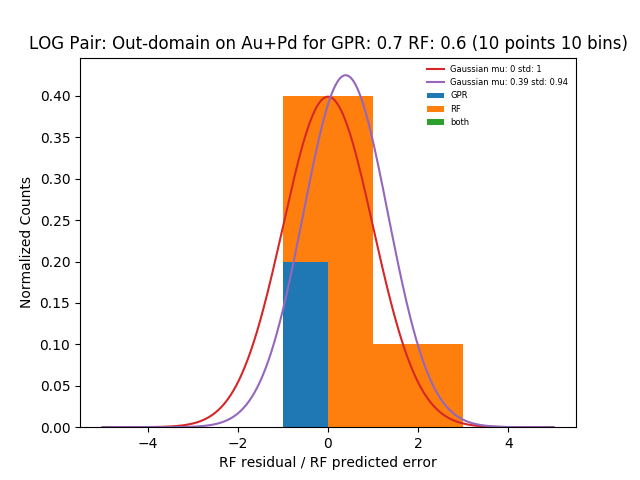 LOG Pair: Out-domain on Au+Pd for GPR: 0.7 RF: 0.6 (10 points 10 bins)
Gaussian mu: 0 std: 1
Gaussian mu: 0.39 std: 0.94
GPR
RF
both
Normalized Counts
0.40
0.35
0.30
0.25
0.20
0.15
0.10
0.05
0.00
−4
−2
0
2
4
RF residual / RF predicted error